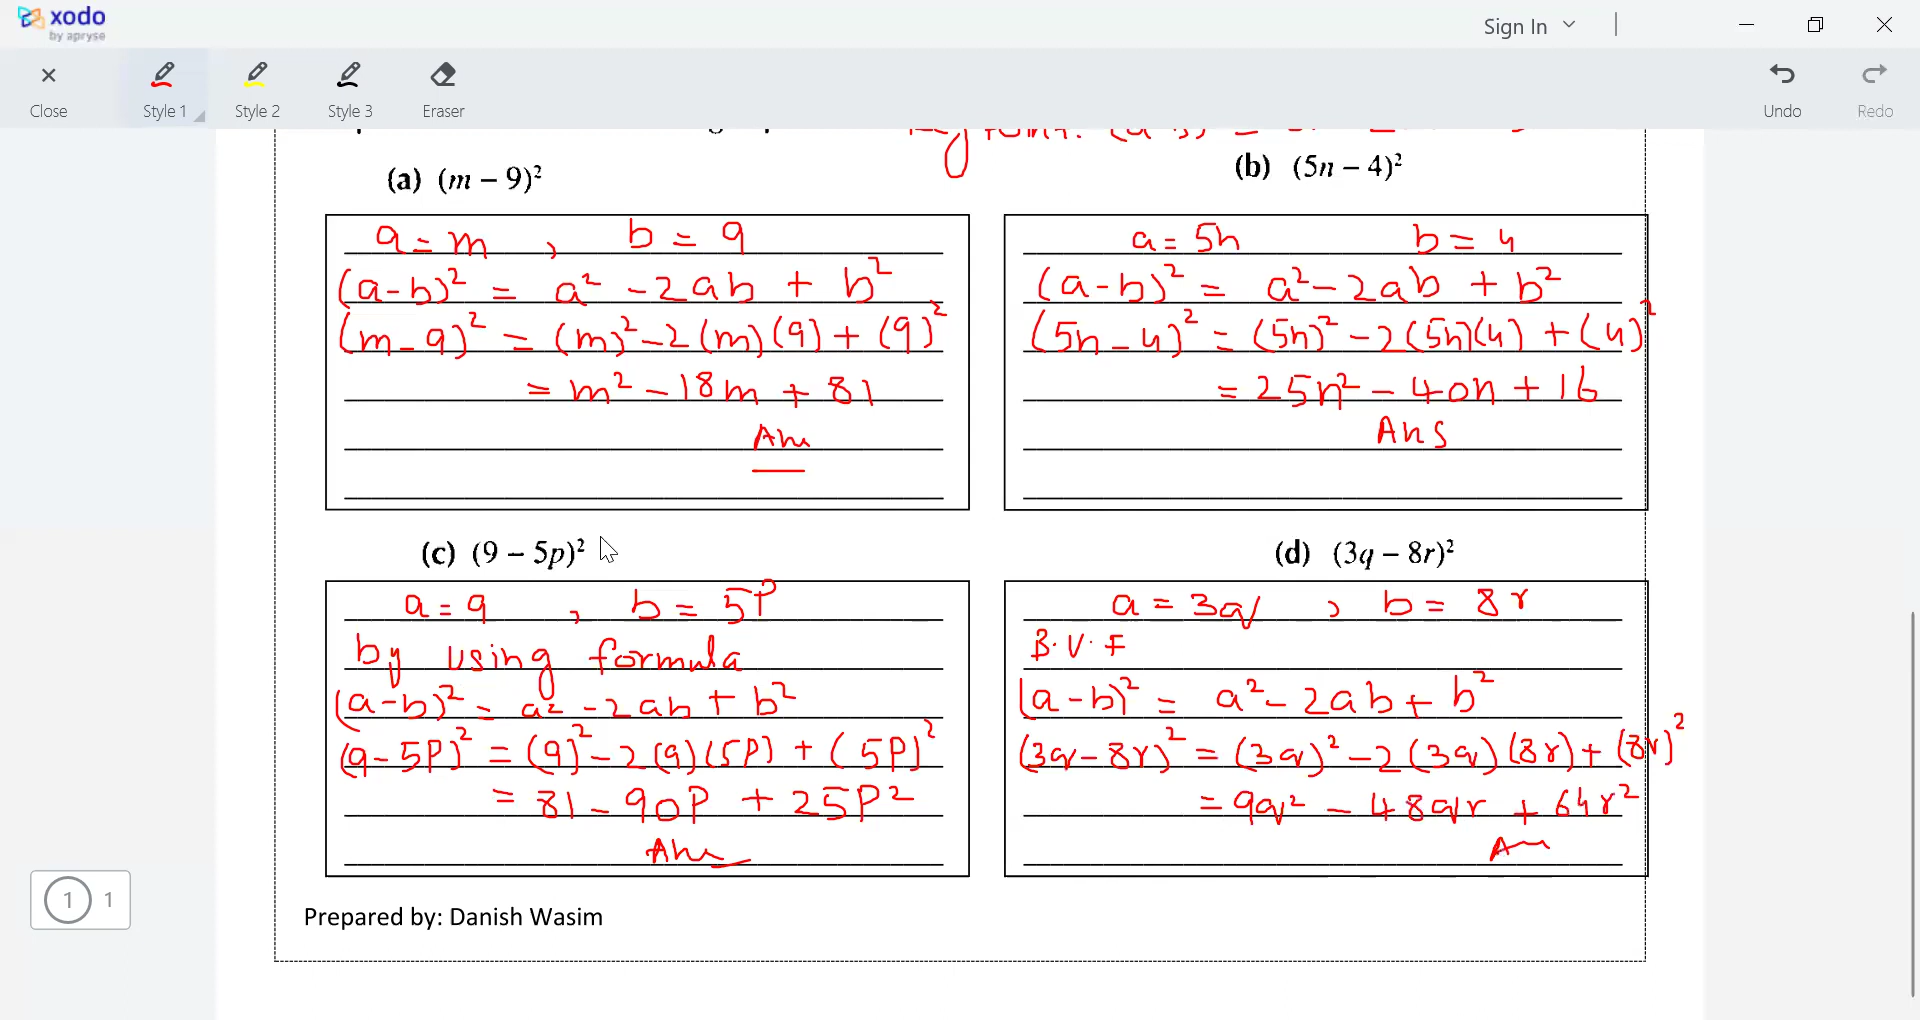 xodo
by apryse
Sign In
Close
Style 1
Style 2
Style 3
Eraser
Undo
Redo
(a) (m – 9)²
(b) (5n – 4)²
a = m , b = 9
(a-b)² = a² - 2ab + b²
(m-9)² = (m)² - 2(m)(9) + (9)²
= m² - 18m + 81
Ans
a = 5n b = 4
(a-b)² = a² - 2ab + b²
(5n - 4)² = (5n)² - 2(5n)(4) + (4)²
= 25n² - 40n + 16
Ans
(c) (9 – 5p)²
(d) (3q – 8r)²
a = 9 , b = 5P
by using formula
(a-b)² = a² - 2ab + b²
(9-5P)² = (9)² - 2(9)(5P) + (5P)²
= 81 - 90P + 25P²
Ans
a = 3q , b = 8r
B.U.F
(a-b)² = a² - 2ab + b²
(3q-8r)² = (3q)² - 2(3q)(8r) + (8r)²
= 9q² - 48qr + 64r²
1 1
Prepared by: Danish Wasim